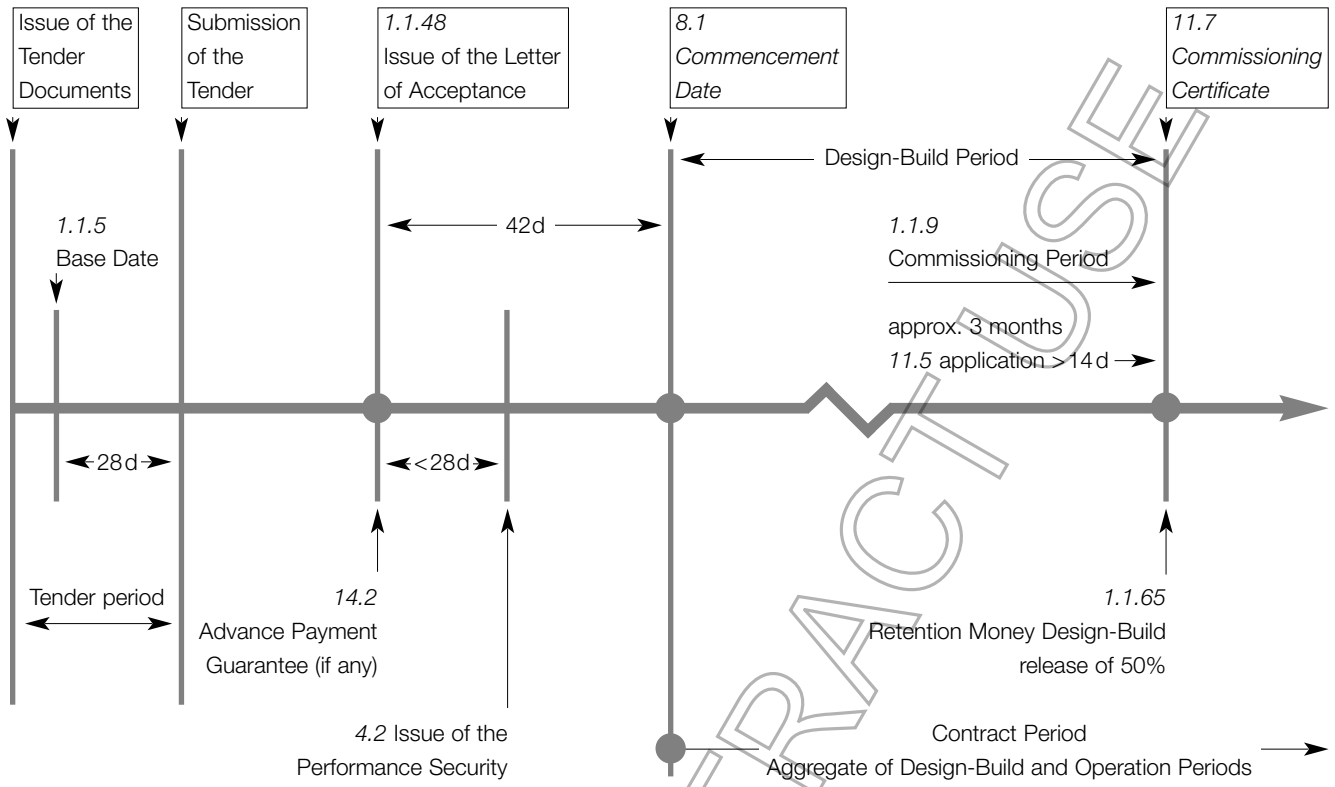 Issue of the
Tender
Documents
Submission
of the
Tender
1.1.48
Issue of the Letter
of Acceptance
8.1
Commencement
Date
11.7
Commissioning
Certificate
Design-Build Period
1.1.5
Base Date
42d
1.1.9
Commissioning Period
approx. 3 months
11.5 application >14d
28d
<28d
Tender period
14.2
Advance Payment
Guarantee (if any)
1.1.65
Retention Money Design-Build
release of 50%
4.2 Issue of the
Performance Security
Contract Period
Aggregate of Design-Build and Operation Periods
TRACT USE